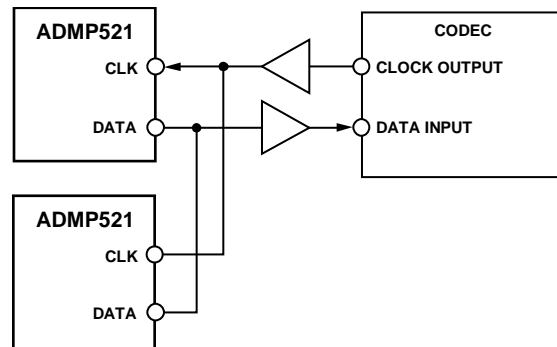 ADMP521
CLK
DATA
CODEC
CLOCK OUTPUT
DATA INPUT
ADMP521
CLK
DATA